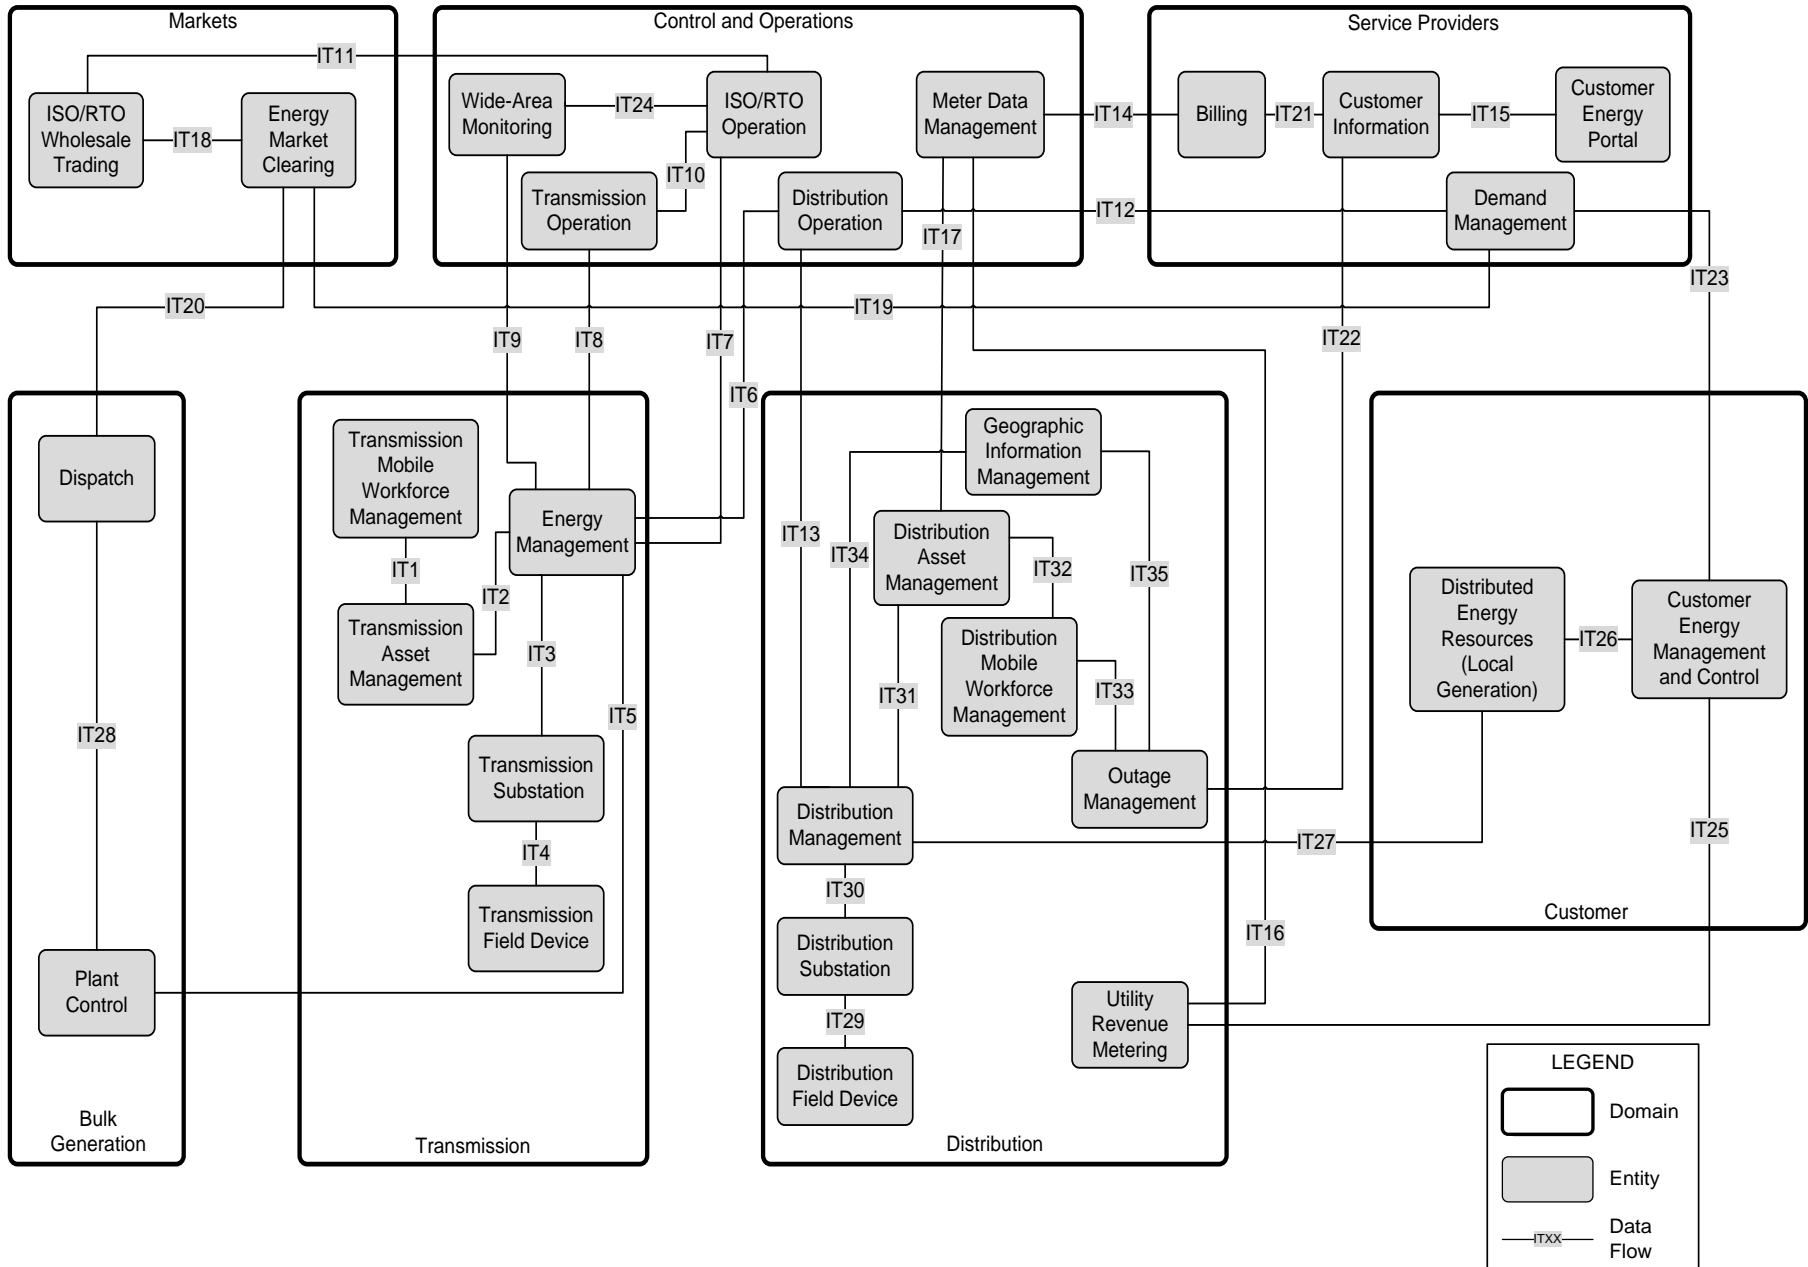 Markets
Control and Operations
Service Providers
IT11
ISO/RTO
Wholesale
Trading
IT18
Energy
Market
Clearing
Wide-Area
Monitoring
IT24
ISO/RTO
Operation
IT10
Transmission
Operation
Distribution
Operation
Meter Data
Management
IT17
IT14
Billing
IT21
Customer
Information
IT15
Customer
Energy
Portal
IT12
Demand
Management
IT23
IT20
IT19
IT9
IT8
IT7
IT6
IT22
Dispatch
IT28
Plant
Control
Bulk
Generation
Transmission
Mobile
Workforce
Management
IT1
Transmission
Asset
Management
IT2
Energy
Management
IT3
IT5
Transmission
Substation
IT4
Transmission
Field Device
Transmission
Geographic
Information
Management
IT13
IT34
Distribution
Asset
Management
IT32
IT35
Distribution
Mobile
Workforce
Management
IT31
IT33
Outage
Management
Distribution
Management
IT27
IT30
Distribution
Substation
IT16
IT29
Distribution
Field Device
Utility
Revenue
Metering
Distribution
Distributed
Energy
Resources
(Local
Generation)
IT26
Customer
Energy
Management
and Control
IT25
Customer
LEGEND
Domain
Entity
ITXX
Data
Flow